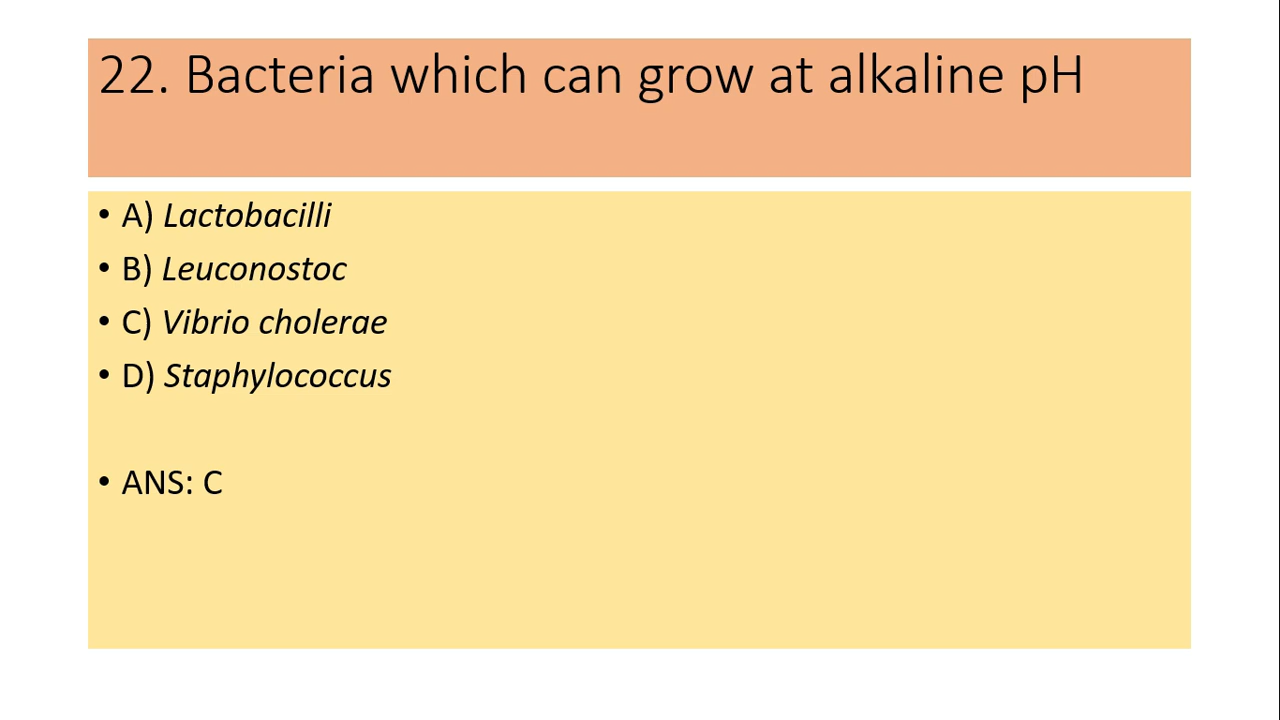 22. Bacteria which can grow at alkaline pH
• A) Lactobacilli
• B) Leuconostoc
• C) Vibrio cholerae
• D) Staphylococcus
• ANS: C